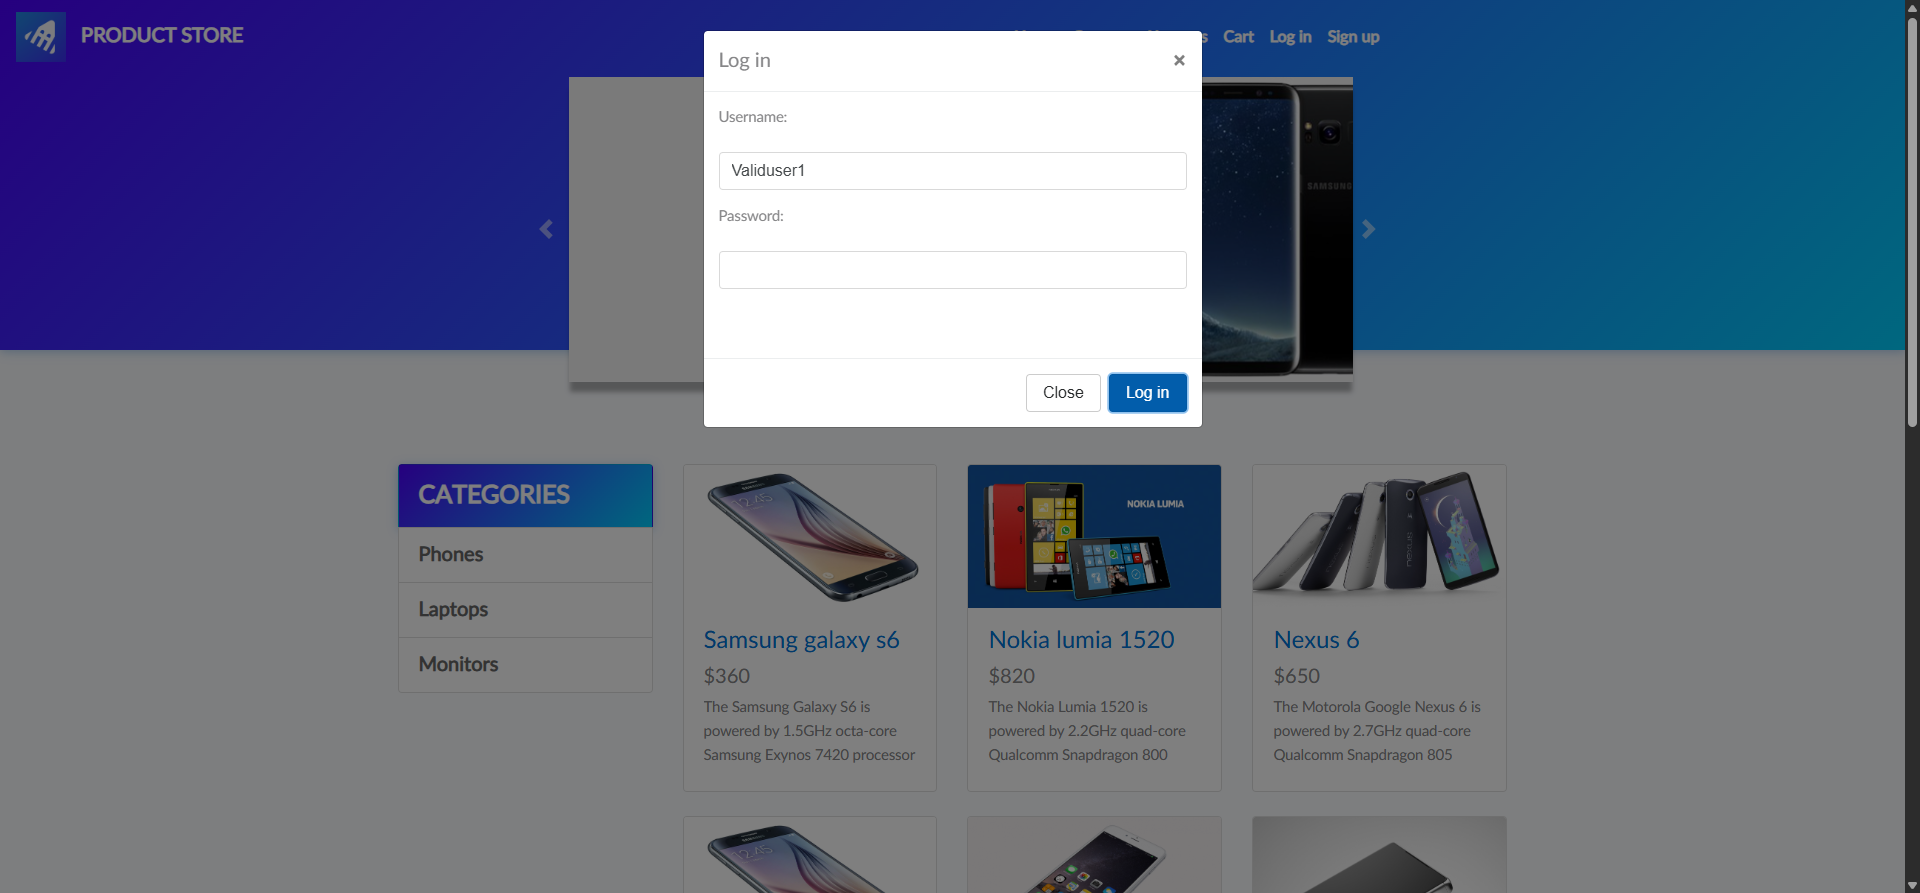 PRODUCT STORE
Cart
Log in
Sign up
Log in
×
Username:
Validuser1
Password:
SAMSUNG
Close
Log in
CATEGORIES
Phones
Laptops
Monitors
NOKIA LUMIA
Samsung galaxy s6
$360
The Samsung Galaxy S6 is
powered by 1.5GHz octa-core
Samsung Exynos 7420 processor
Nokia lumia 1520
$820
The Nokia Lumia 1520 is
powered by 2.2GHz quad-core
Qualcomm Snapdragon 800
Nexus 6
$650
The Motorola Google Nexus 6 is
powered by 2.7GHz quad-core
Qualcomm Snapdragon 805